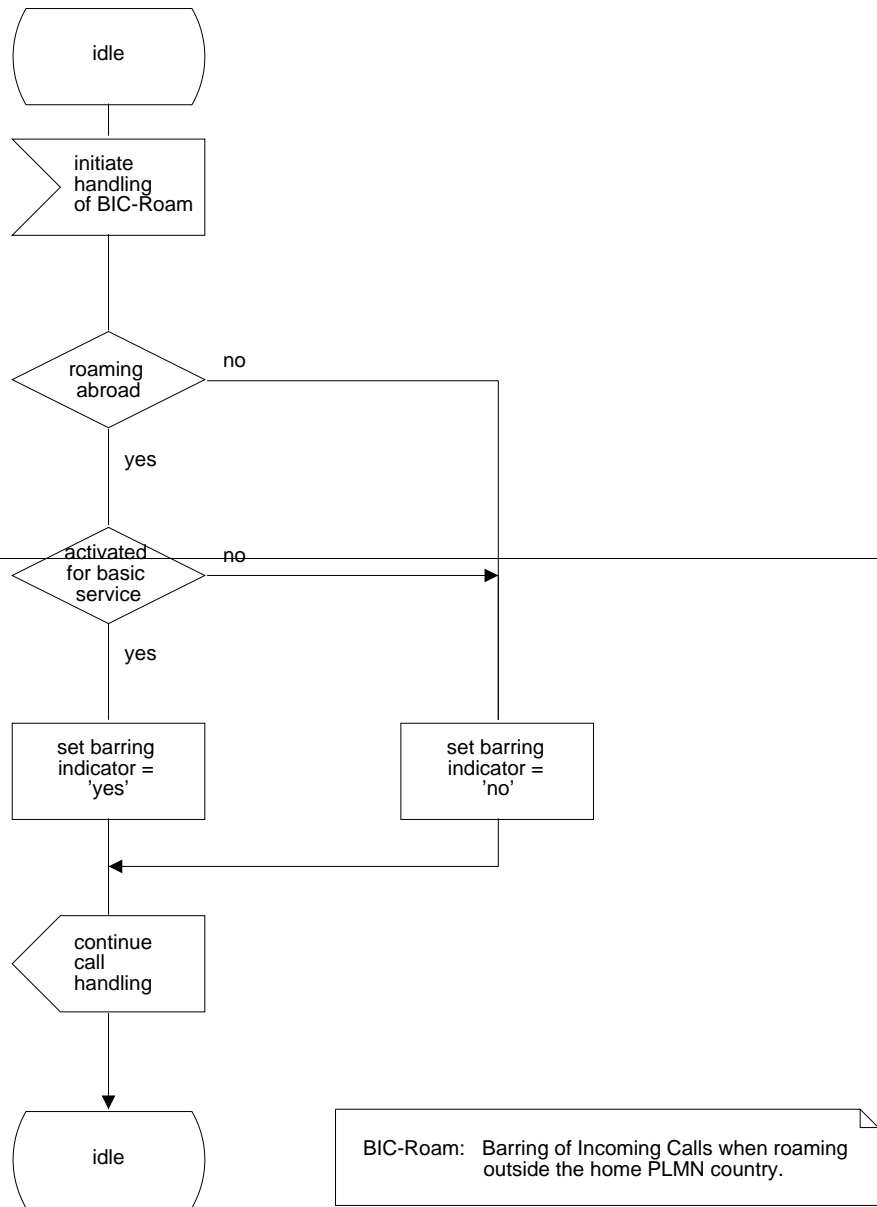 idle
initiate
handling
of BIC-Roam
roaming
abroad
no
yes
activated
for basic
service
no
yes
set barring
indicator =
'yes'
set barring
indicator =
'no'
continue
call
handling
idle
BIC-Roam: Barring of Incoming Calls when roaming
outside the home PLMN country.